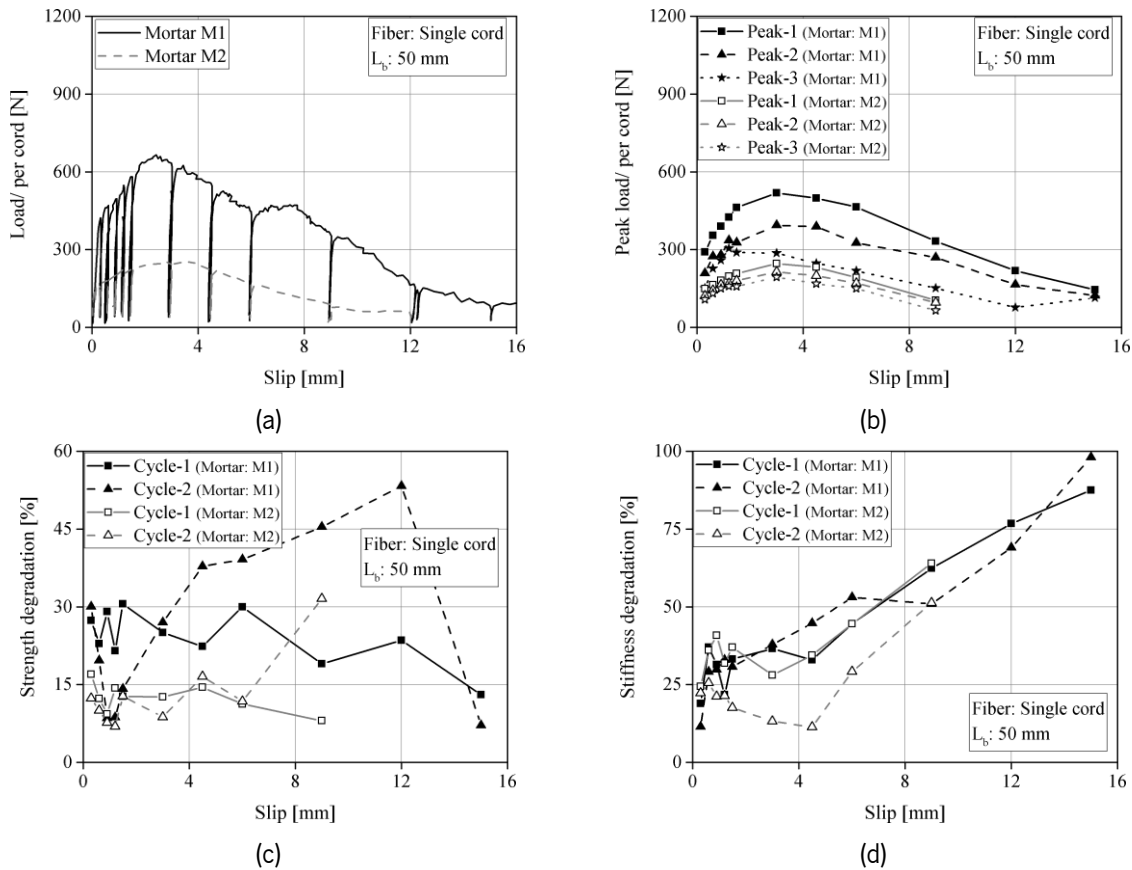 1200
900
600
300
0
Load/ per cord [N]
Mortar M1
Mortar M2
Fiber: Single cord
L_b: 50 mm
0 4 8 12 16
Slip [mm]
(a)
1200
900
600
300
0
Peak load/ per cord [N]
Peak-1 (Mortar: M1)
Peak-2 (Mortar: M1)
Peak-3 (Mortar: M1)
Peak-1 (Mortar: M2)
Peak-2 (Mortar: M2)
Peak-3 (Mortar: M2)
Fiber: Single cord
L_b: 50 mm
0 4 8 12 16
Slip [mm]
(b)
60
45
30
15
0
Strength degradation [%]
Cycle-1 (Mortar: M1)
Cycle-2 (Mortar: M1)
Cycle-1 (Mortar: M2)
Cycle-2 (Mortar: M2)
Fiber: Single cord
L_b: 50 mm
0 4 8 12 16
Slip [mm]
(c)
100
75
50
25
0
Stiffness degradation [%]
Cycle-1 (Mortar: M1)
Cycle-2 (Mortar: M1)
Cycle-1 (Mortar: M2)
Cycle-2 (Mortar: M2)
Fiber: Single cord
L_b: 50 mm
0 4 8 12 16
Slip [mm]
(d)